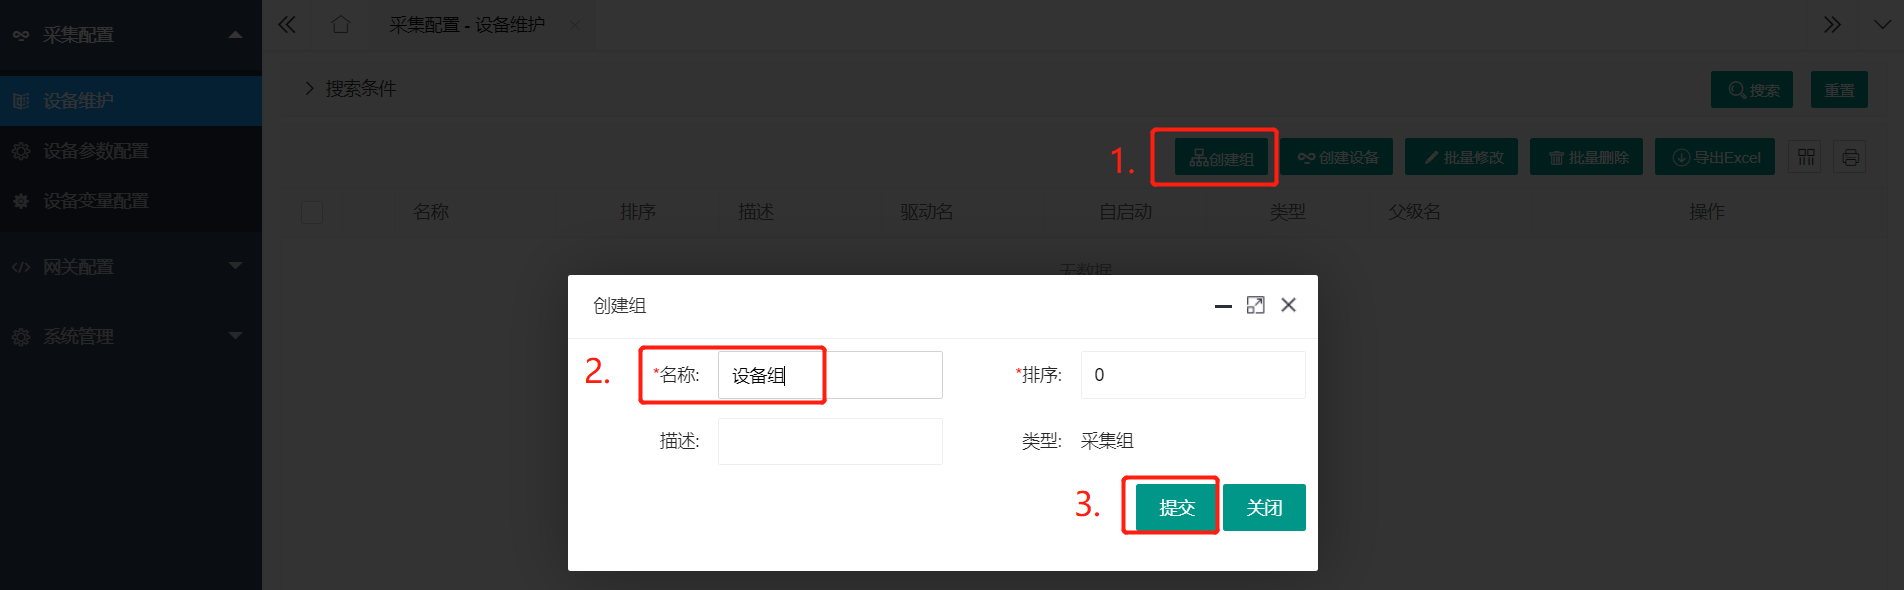 采集配置
设备维护
设备参数配置
设备变量配置
网关配置
系统管理
采集配置 - 设备维护
搜索条件
搜索 重置
1. 创建组 创建设备 批量修改 批量删除 导出Excel
名称 排序 描述 驱动名 自启动 类型 父级名 操作
无数据
创建组
2. *名称: 设备组 *排序: 0
描述: 类型: 采集组
3. 提交 关闭